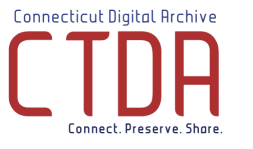 Connecticut Digital Archive
CTDA
Connect. Preserve. Share.